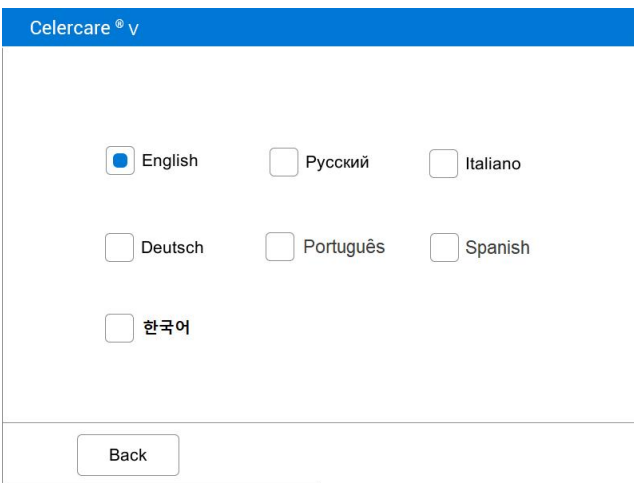 Celercare ® V
English Русский Italiano
Deutsch Português Spanish
한국어
Back